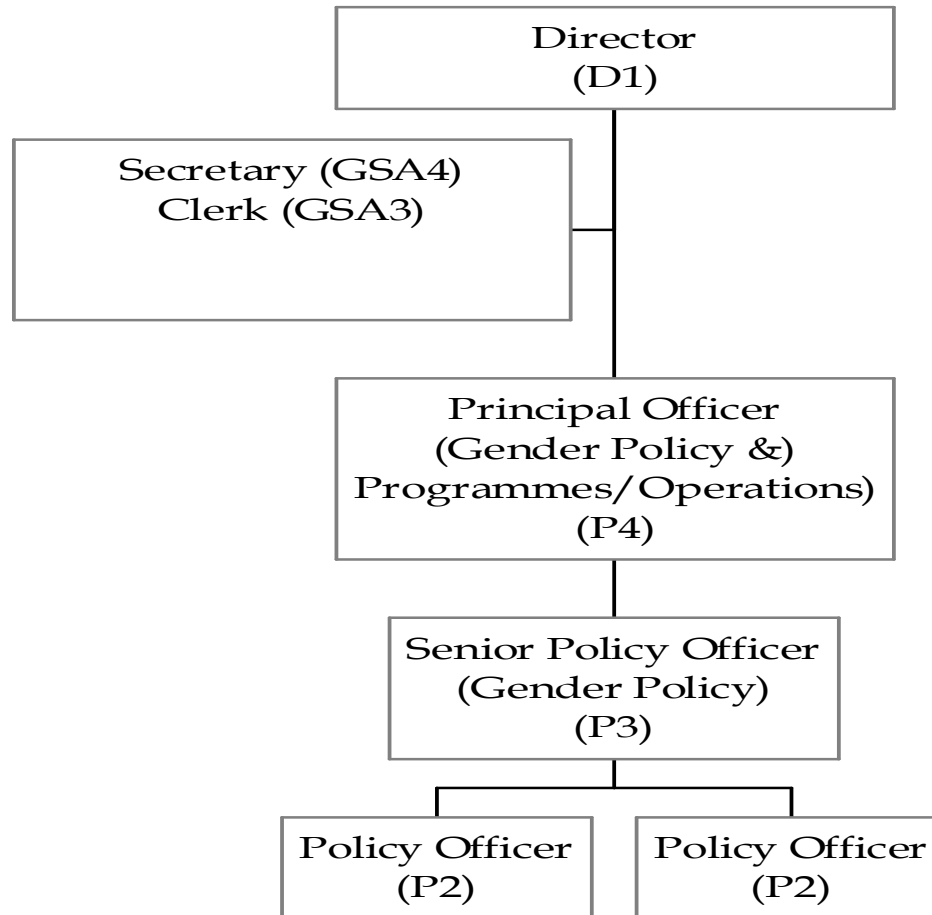 Director
(D1)
Secretary (GSA4)
Clerk (GSA3)
Principal Officer
(Gender Policy &)
Programmes/Operations)
(P4)
Senior Policy Officer
(Gender Policy)
(P3)
Policy Officer
(P2)
Policy Officer
(P2)